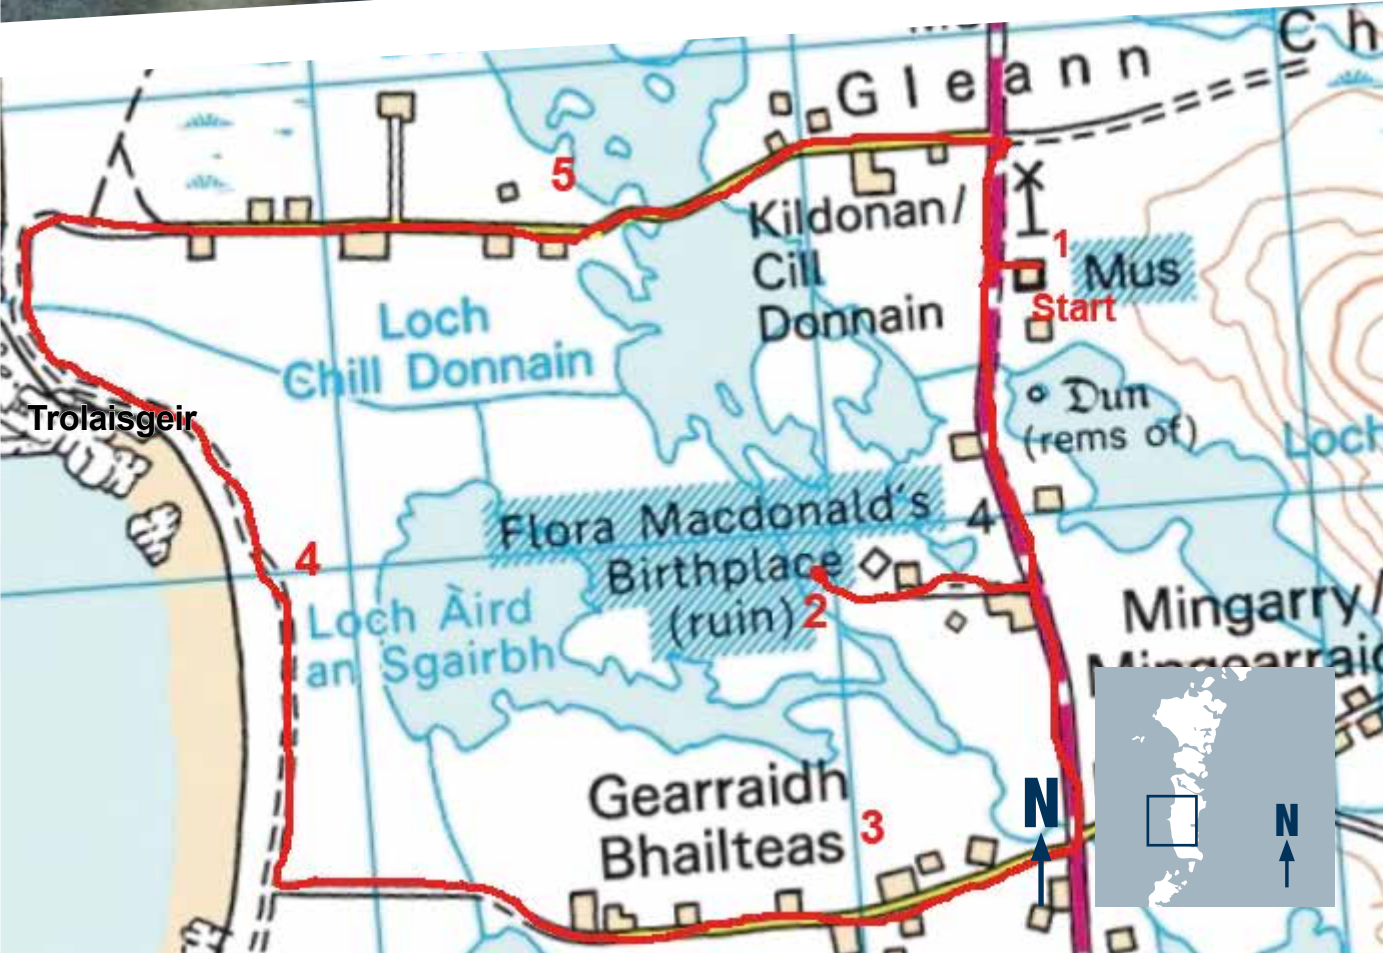 Gleann
Ch
5
Kildonan/
Cill
Donnain
1
Mus
Start
Loch
Chill Donnain
Trolaisgeir
Dun
(rems of)
Loch
Flora Macdonald's
Birthplace
(ruin)
2
4
4
Loch Àird
an Sgairbh
Mingarry/
Mingearraid
Gearraidh
Bhailteas
3
N
N